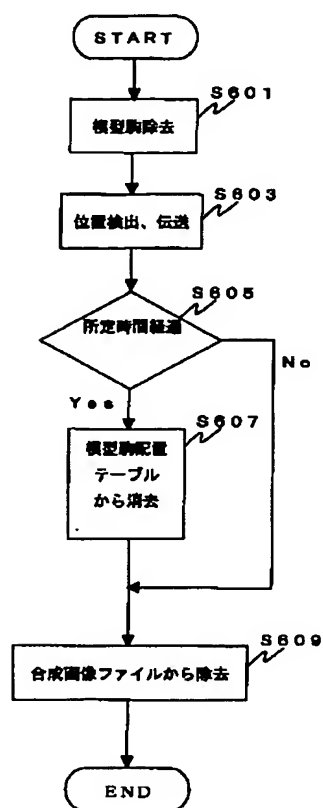 START
S601
模型駒除去
S603
位置検出、伝送
S605
所定時間経過
No
Yes
S607
模型駒配置
テーブル
から消去
S609
合成画像ファイルから除去
END